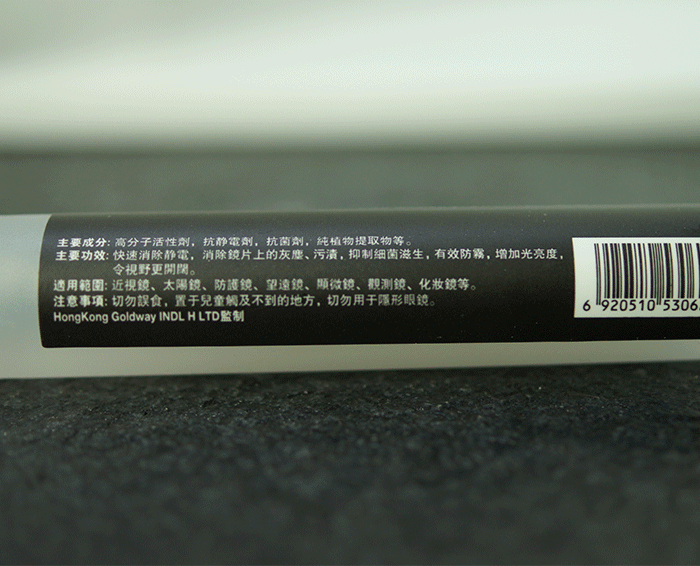 主要成分: 高分子活性劑，抗静電劑，抗菌劑，純植物提取物等。
主要功效: 快速消除静電，消除鏡片上的灰塵、污漬，抑制細菌滋生，有效防霧，增加光亮度，
令視野更開闊。
適用範圍: 近視鏡、太陽鏡、防護鏡、望遠鏡、顯微鏡、觀測鏡、化妝鏡等。
注意事項: 切勿誤食，置于兒童觸及不到的地方，切勿用于隱形眼鏡。
HongKong Goldway INDL H LTD監制
6 920510 5306